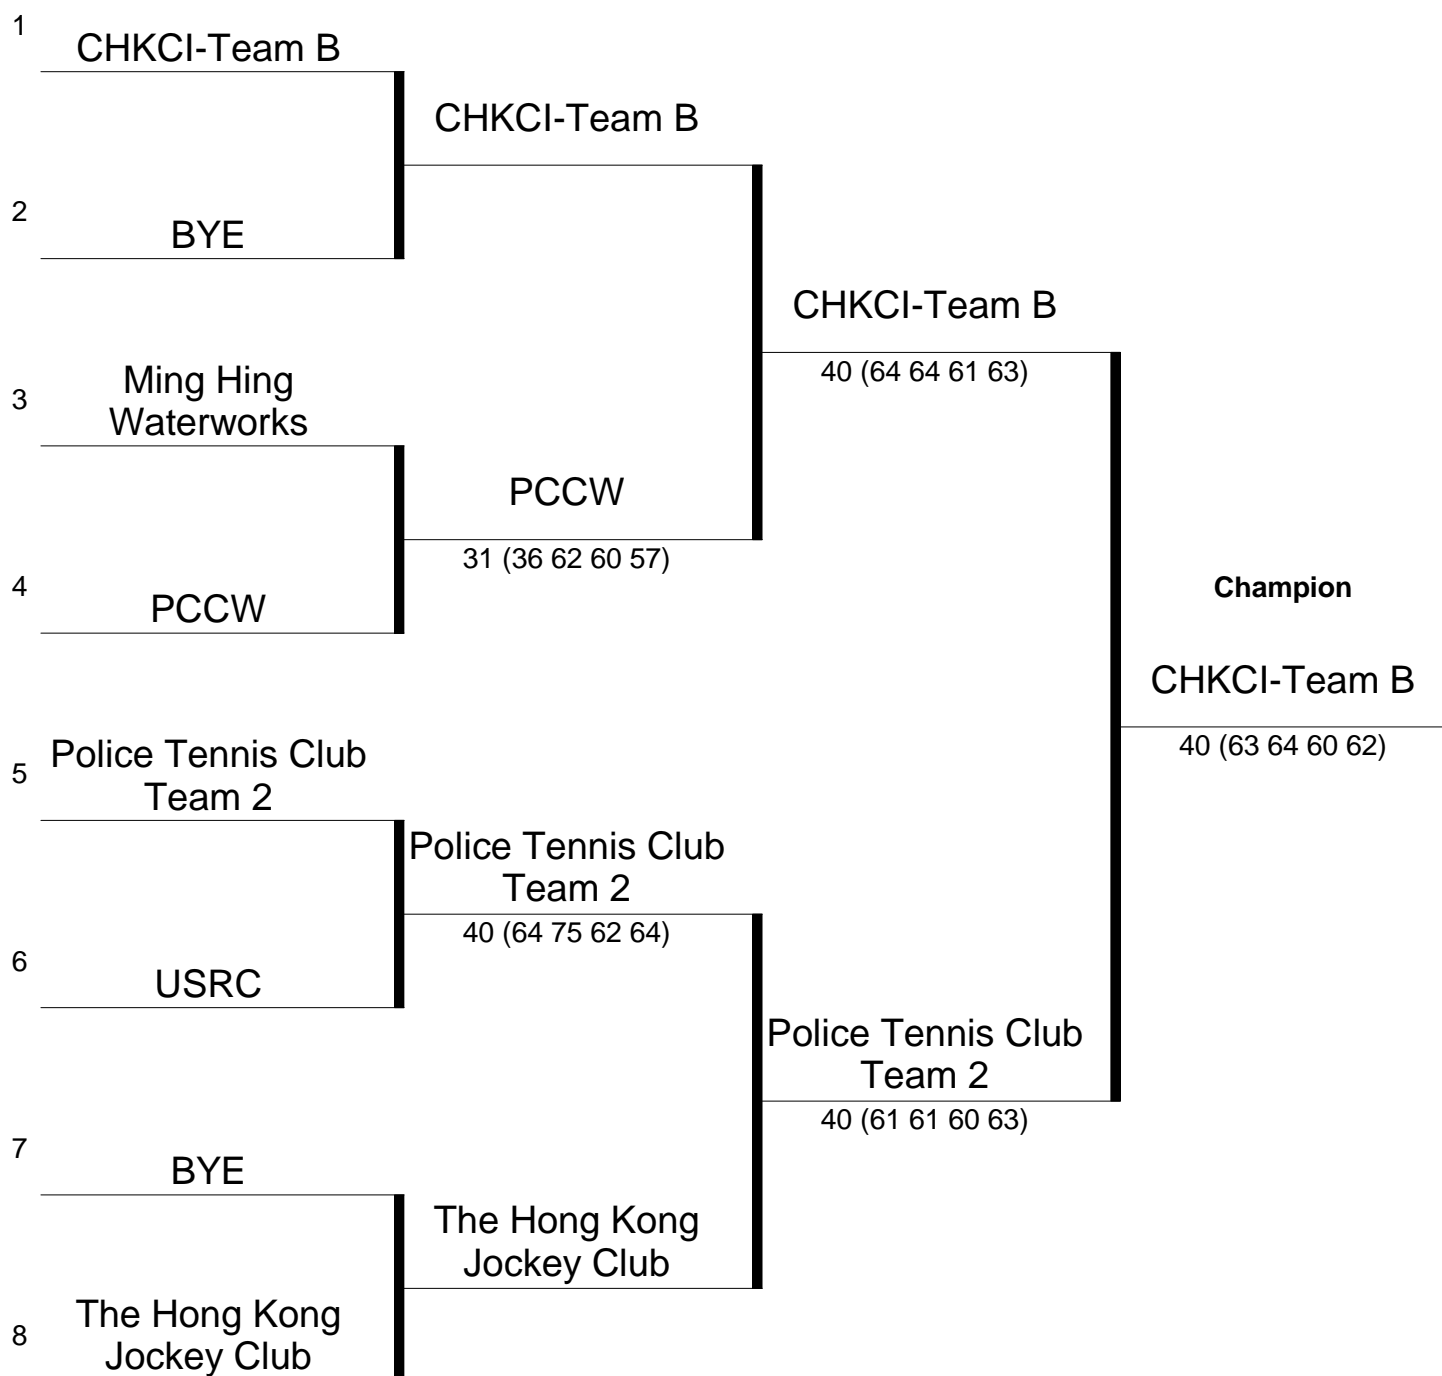 1
CHKCI-Team B
CHKCI-Team B
2
BYE
CHKCI-Team B
40 (64 64 61 63)
3
Ming Hing
Waterworks
PCCW
31 (36 62 60 57)
4
PCCW
Champion
CHKCI-Team B
40 (63 64 60 62)
5
Police Tennis Club
Team 2
Police Tennis Club
Team 2
40 (64 75 62 64)
6
USRC
Police Tennis Club
Team 2
40 (61 61 60 63)
7
BYE
The Hong Kong
Jockey Club
8
The Hong Kong
Jockey Club